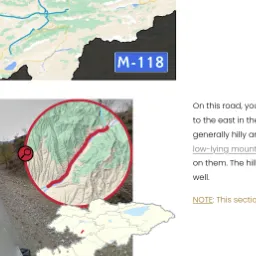 M-118
On this road, you
to the east in the
generally hilly a
low-lying mount
on them. The hill
well.
NOTE: This sectio